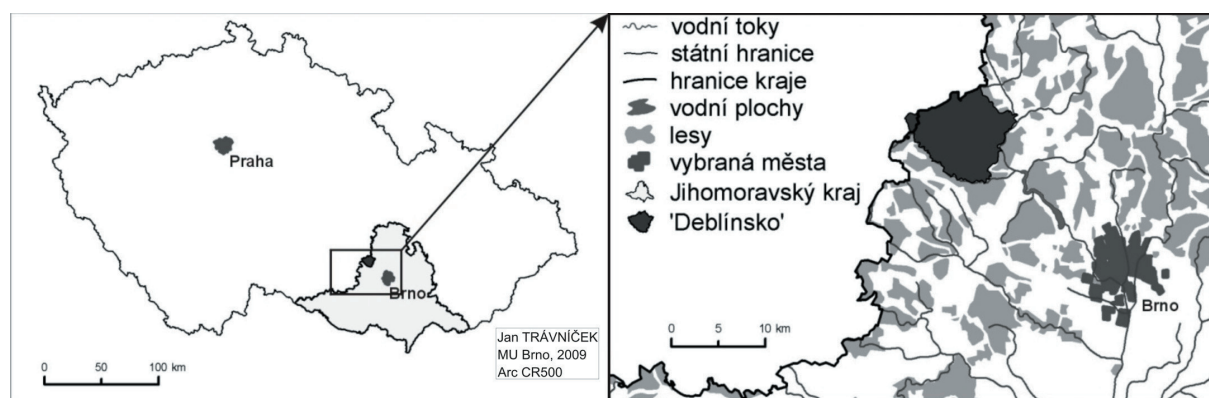 Praha
Brno
0 50 100 km
Jan TRÁVNÍČEK
MU Brno, 2009
Arc CR500
vodní toky
státní hranice
hranice kraje
vodní plochy
lesy
vybraná města
Jihomoravský kraj
'Deblínsko'
0 5 10 km
Brno